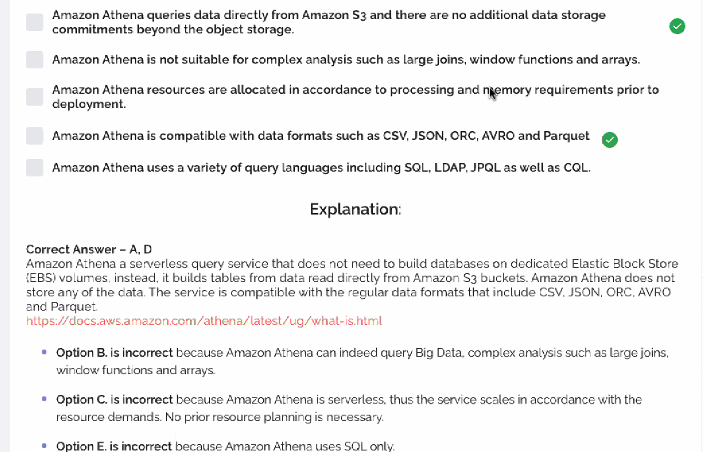 Amazon Athena queries data directly from Amazon S3 and there are no additional data storage
commitments beyond the object storage.
Amazon Athena is not suitable for complex analysis such as large joins, window functions and arrays.
Amazon Athena resources are allocated in accordance to processing and memory requirements prior to
deployment.
Amazon Athena is compatible with data formats such as CSV, JSON, ORC, AVRO and Parquet
Amazon Athena uses a variety of query languages including SQL, LDAP, JPQL as well as CQL.
Explanation:
Correct Answer – A, D
Amazon Athena a serverless query service that does not need to build databases on dedicated Elastic Block Store
(EBS) volumes, instead, it builds tables from data read directly from Amazon S3 buckets. Amazon Athena does not
store any of the data. The service is compatible with the regular data formats that include CSV, JSON, ORC, AVRO
and Parquet.
https://docs.aws.amazon.com/athena/latest/ug/what-is.html
Option B. is incorrect because Amazon Athena can indeed query Big Data, complex analysis such as large joins,
window functions and arrays.
Option C. is incorrect because Amazon Athena is serverless, thus the service scales in accordance with the
resource demands. No prior resource planning is necessary.
Option E. is incorrect because Amazon Athena uses SQL only.